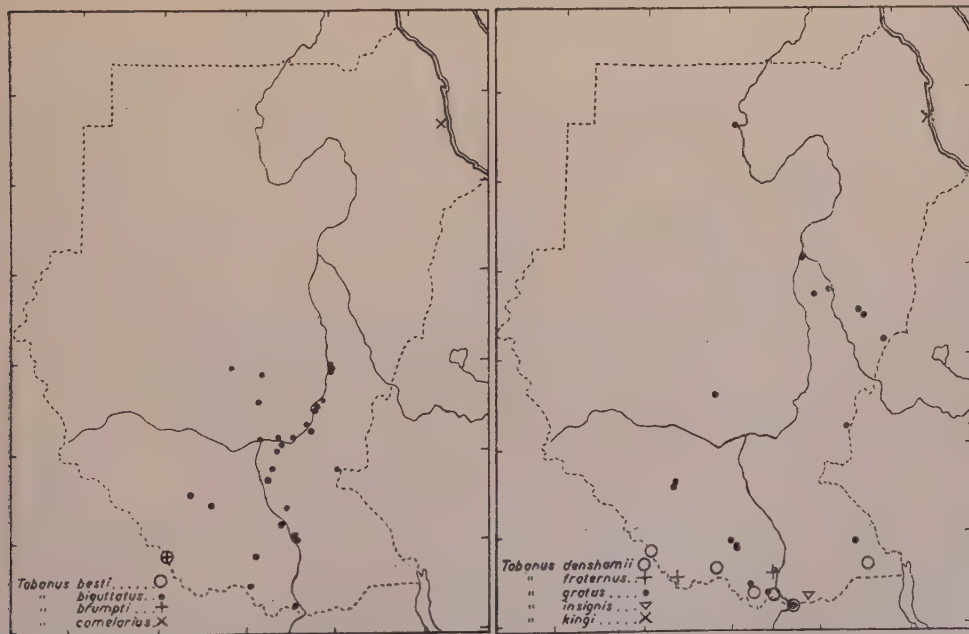 Tabanus besti.....
" biguttatus..
" brumpti....
" camelarius
Tabanus denshamii
" fraternus.
" gratus.....
" insignis...
" kingi.....